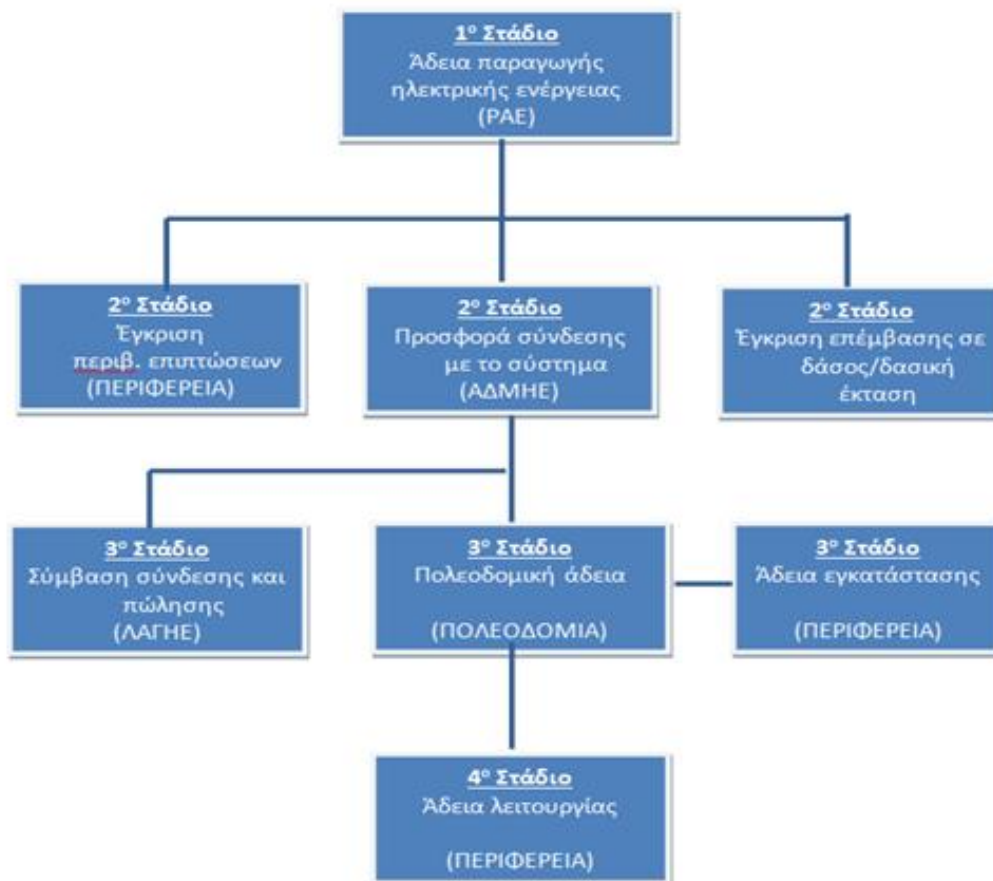 1ο Στάδιο
Άδεια παραγωγής
ηλεκτρικής ενέργειας
(ΡΑΕ)
2ο Στάδιο
Έγκριση
περιβ. επιπτώσεων
(ΠΕΡΙΦΕΡΕΙΑ)
2ο Στάδιο
Προσφορά σύνδεσης
με το σύστημα
(ΑΔΜΗΕ)
2ο Στάδιο
Έγκριση επέμβασης σε
δάσος/δασική
έκταση
3ο Στάδιο
Σύμβαση σύνδεσης και
πώλησης
(ΛΑΓΗΕ)
3ο Στάδιο
Πολεοδομική άδεια
(ΠΟΛΕΟΔΟΜΙΑ)
3ο Στάδιο
Άδεια εγκατάστασης
(ΠΕΡΙΦΕΡΕΙΑ)
4ο Στάδιο
Άδεια λειτουργίας
(ΠΕΡΙΦΕΡΕΙΑ)